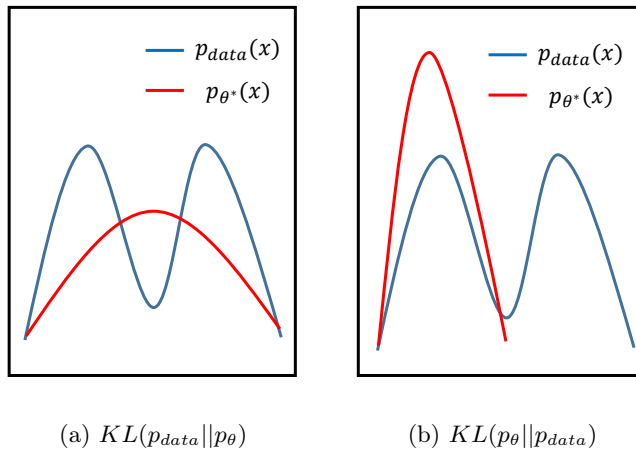 p_{data}(x)
p_{θ*}(x)
p_{data}(x)
p_{θ*}(x)
(a) KL(p_{data}||p_θ)
(b) KL(p_θ||p_{data})